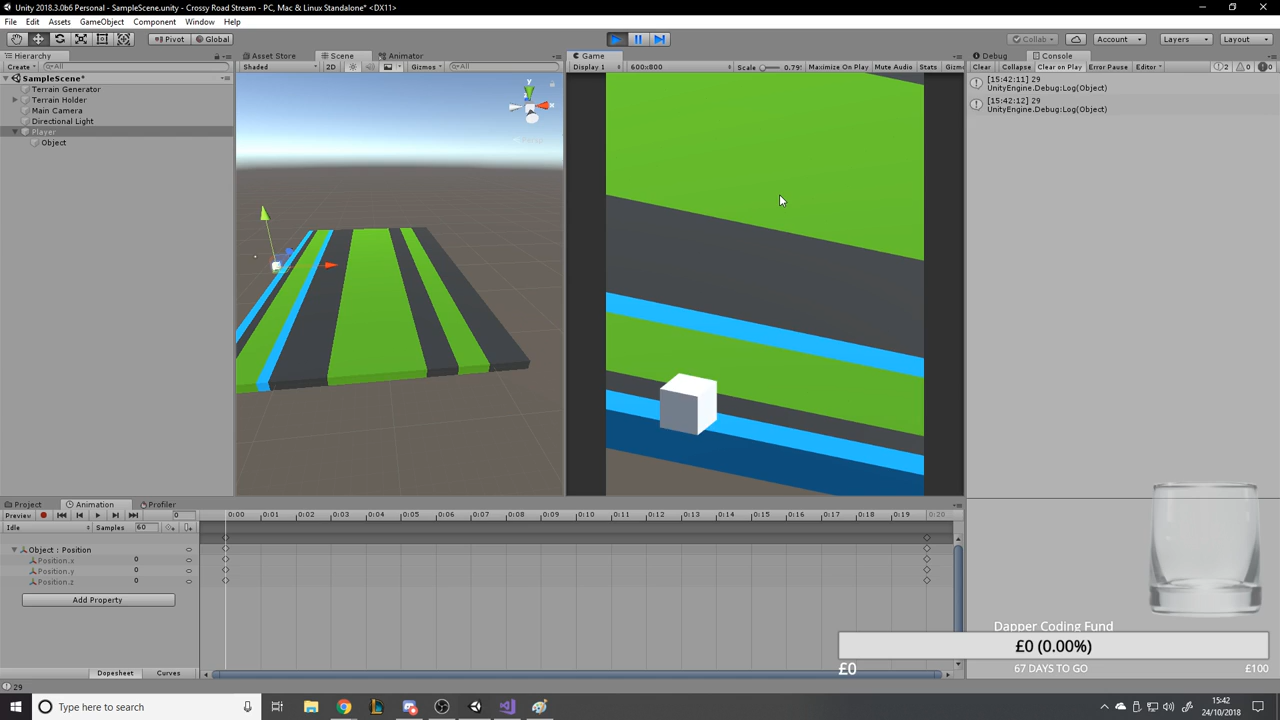 Unity 2018.3.0b6 Personal - SampleScene.unity - Crossy Road Stream - PC, Mac & Linux Standalone* <DX11>
File Edit Assets GameObject Component Window Help
Pivot Global Collab Account Layers Layout
Hierarchy
Create All
SampleScene*
Terrain Generator
Terrain Holder
Main Camera
Directional Light
Player
Object
Asset Store Scene Animator
Shaded 2D Gizmos All
y
Persp
Game
Display 1 600x800 Scale 0.79 Maximize On Play Mute Audio Stats Gizmos
Debug Console
Clear Collapse Clear on Play Error Pause Editor 2 0 0
[15:42:11] 29
UnityEngine.Debug:Log(Object)
[15:42:12] 29
UnityEngine.Debug:Log(Object)
Project Animation Profiler
Preview 0
Idle Samples 60
0:00 0:01 0:02 0:03 0:04 0:05 0:06 0:07 0:08 0:09 0:10 0:11 0:12 0:13 0:14 0:15 0:16 0:17 0:18 0:19 0:20
Object : Position
Position.x 0
Position.y 0
Position.z 0
Add Property
Dopesheet Curves
29
Dapper Coding Fund
£0 (0.00%)
£0 67 DAYS TO GO £100
Type here to search
15:42
24/10/2018